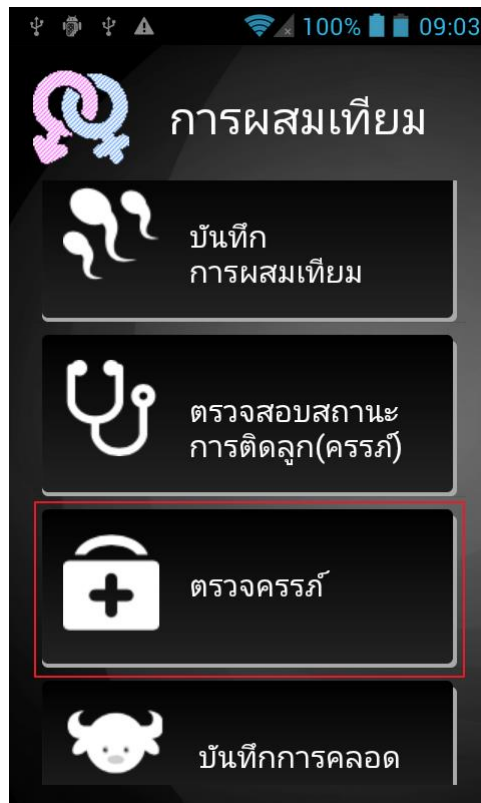 100% 09:03
การผสมเทียม
บันทึก
การผสมเทียม
ตรวจสอบสถานะ
การติดลูก(ครรภ์)
ตรวจครรภ์
บันทึกการคลอด